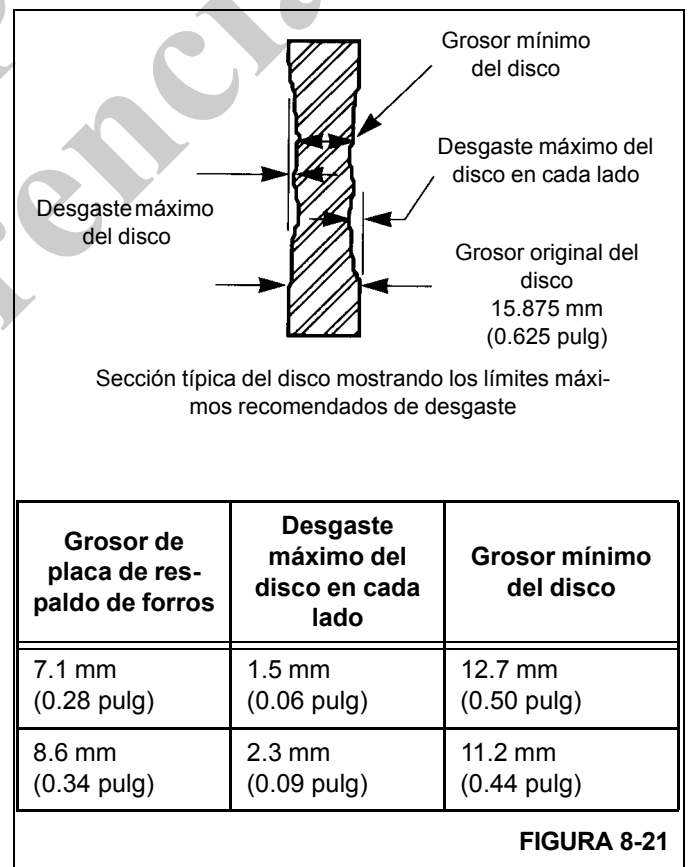 Grosor mínimo
del disco
Desgaste máximo del
disco en cada lado
Desgaste máximo
del disco
Grosor original del
disco
15.875 mm
(0.625 pulg)
Sección típica del disco mostrando los límites máxi-
mos recomendados de desgaste
Grosor de
placa de res-
paldo de forros
Desgaste
máximo del
disco en cada
lado
Grosor mínimo
del disco
7.1 mm
(0.28 pulg)
1.5 mm
(0.06 pulg)
12.7 mm
(0.50 pulg)
8.6 mm
(0.34 pulg)
2.3 mm
(0.09 pulg)
11.2 mm
(0.44 pulg)
FIGURA 8-21